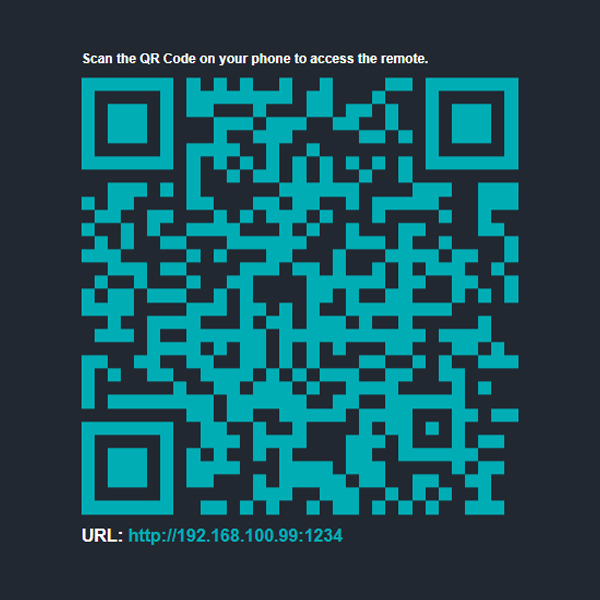 Scan the QR Code on your phone to access the remote.
URL: http://192.168.100.99:1234